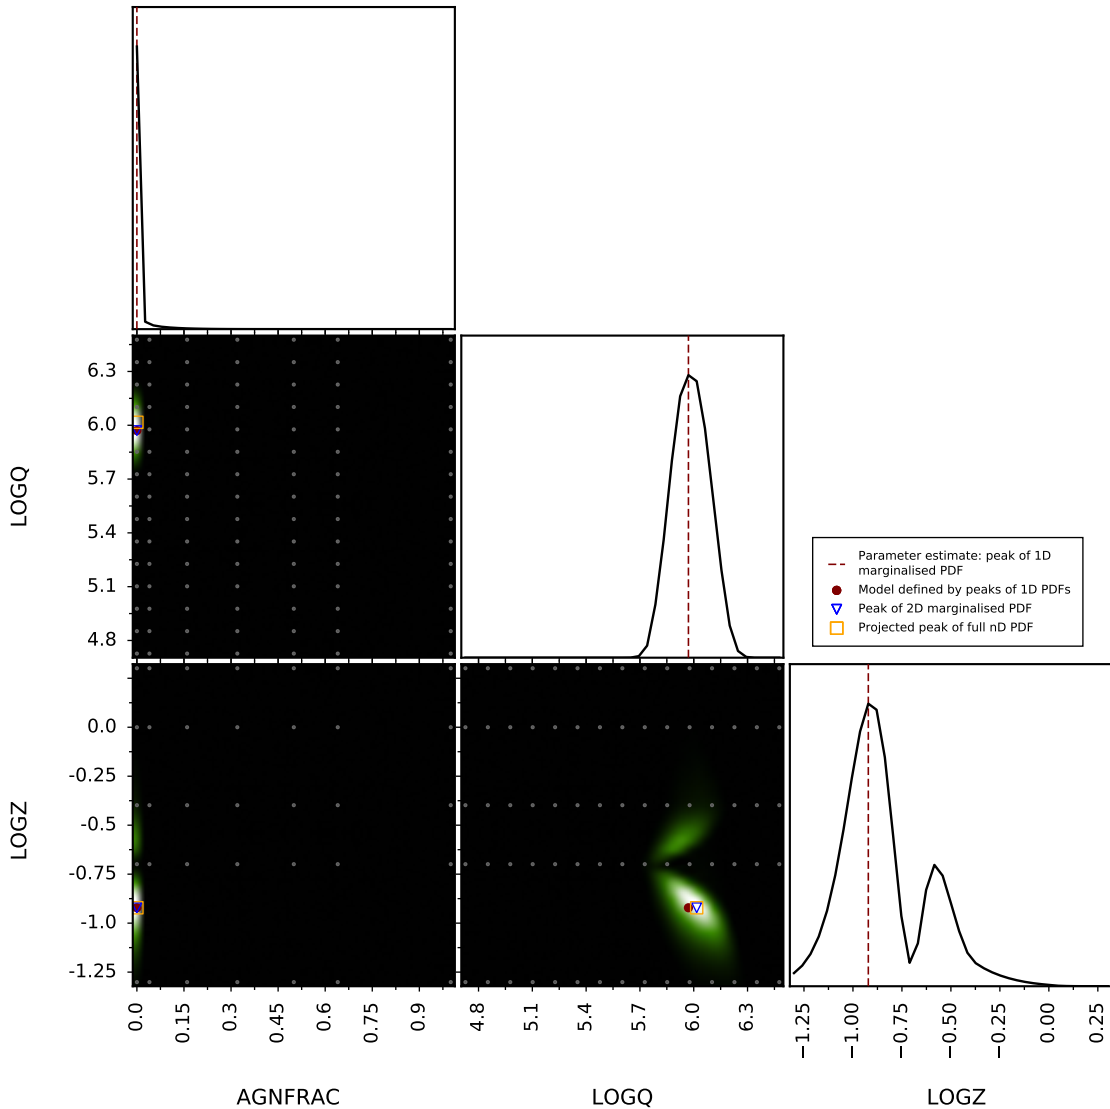 6.3
6.0
5.7
5.4
5.1
4.8
LOGQ
Parameter estimate: peak of 1D
marginalised PDF
Model defined by peaks of 1D PDFs
Peak of 2D marginalised PDF
Projected peak of full nD PDF
0.0
-0.25
-0.5
-0.75
-1.0
-1.25
LOGZ
0.0 0.15 0.3 0.45 0.6 0.75 0.9
4.8 5.1 5.4 5.7 6.0 6.3
−1.25 −1.00 −0.75 −0.50 −0.25 0.00 0.25
AGNFRAC LOGQ LOGZ